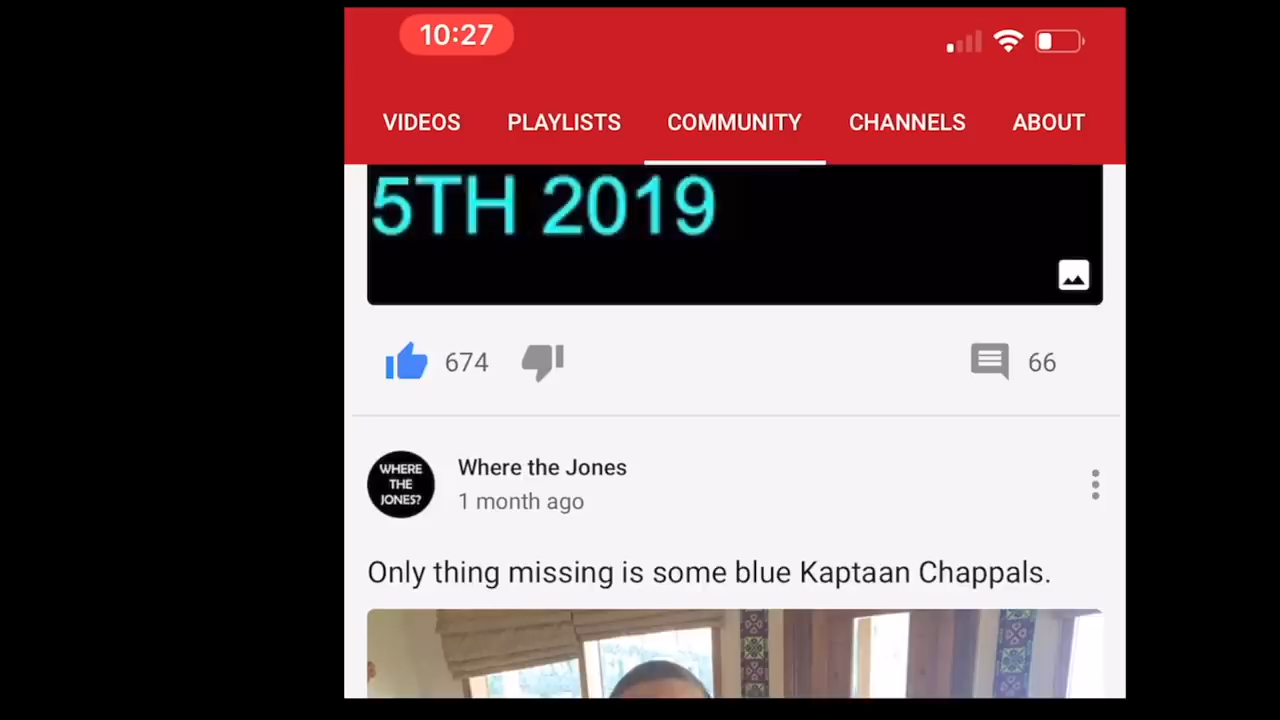 10:27
VIDEOS PLAYLISTS COMMUNITY CHANNELS ABOUT
5TH 2019
674 66
WHERE
THE
JONES?
Where the Jones
1 month ago
Only thing missing is some blue Kaptaan Chappals.